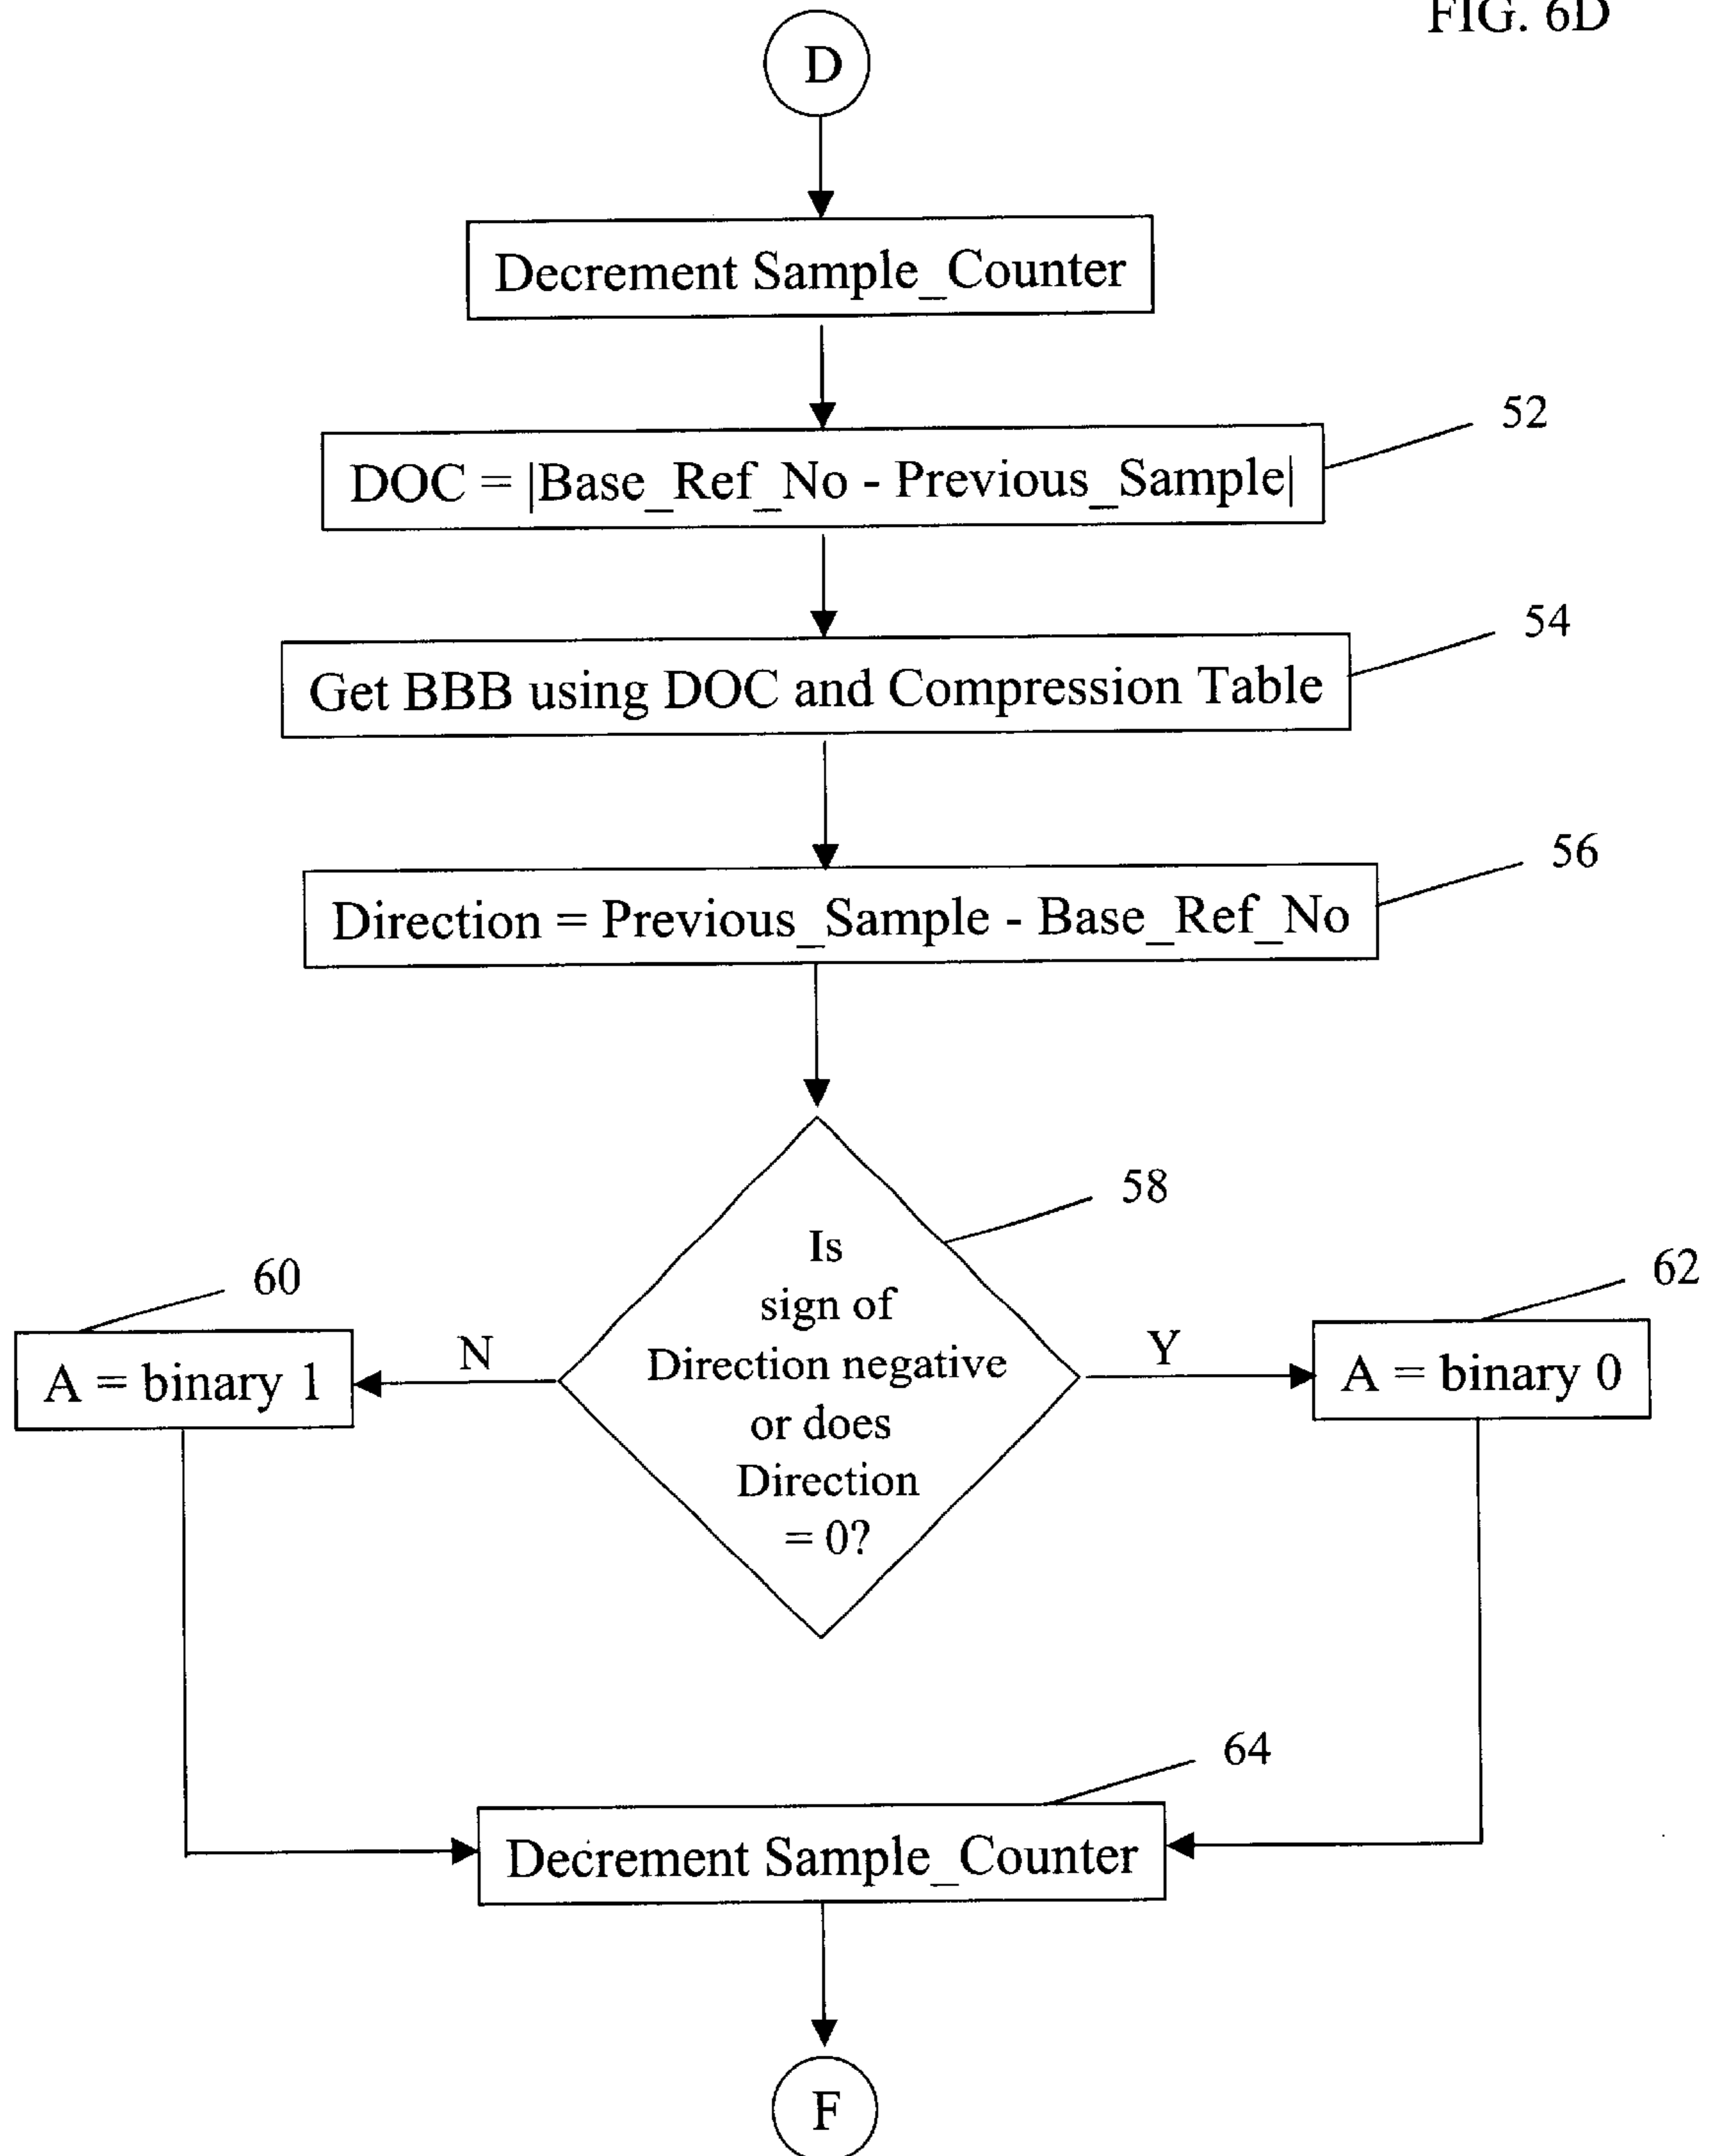 FIG. 6D
D
Decrement Sample_Counter
52
DOC = |Base_Ref_No - Previous_Sample|
54
Get BBB using DOC and Compression Table
56
Direction = Previous_Sample - Base_Ref_No
58
Is
sign of
Direction negative
or does
Direction
= 0?
60
N
A = binary 1
62
Y
A = binary 0
64
Decrement Sample_Counter
F